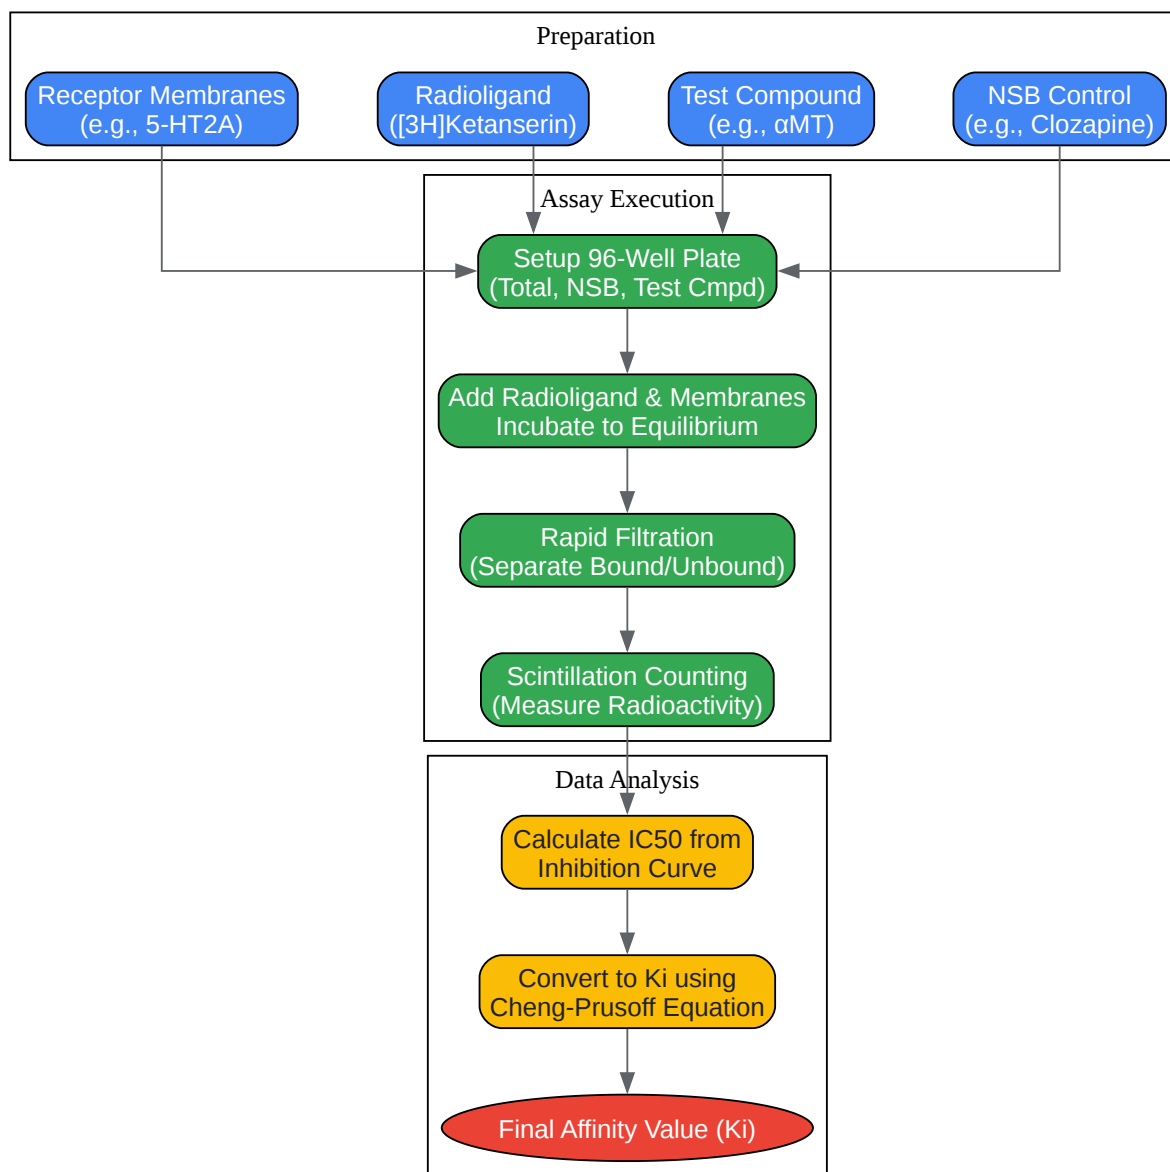 Preparation
Receptor Membranes
(e.g., 5-HT2A)
Radioligand
([3H]Ketanserin)
Test Compound
(e.g., αMT)
NSB Control
(e.g., Clozapine)
Assay Execution
Setup 96-Well Plate
(Total, NSB, Test Cmpd)
Add Radioligand & Membranes
Incubate to Equilibrium
Rapid Filtration
(Separate Bound/Unbound)
Scintillation Counting
(Measure Radioactivity)
Data Analysis
Calculate IC50 from
Inhibition Curve
Convert to Ki using
Cheng-Prusoff Equation
Final Affinity Value (Ki)